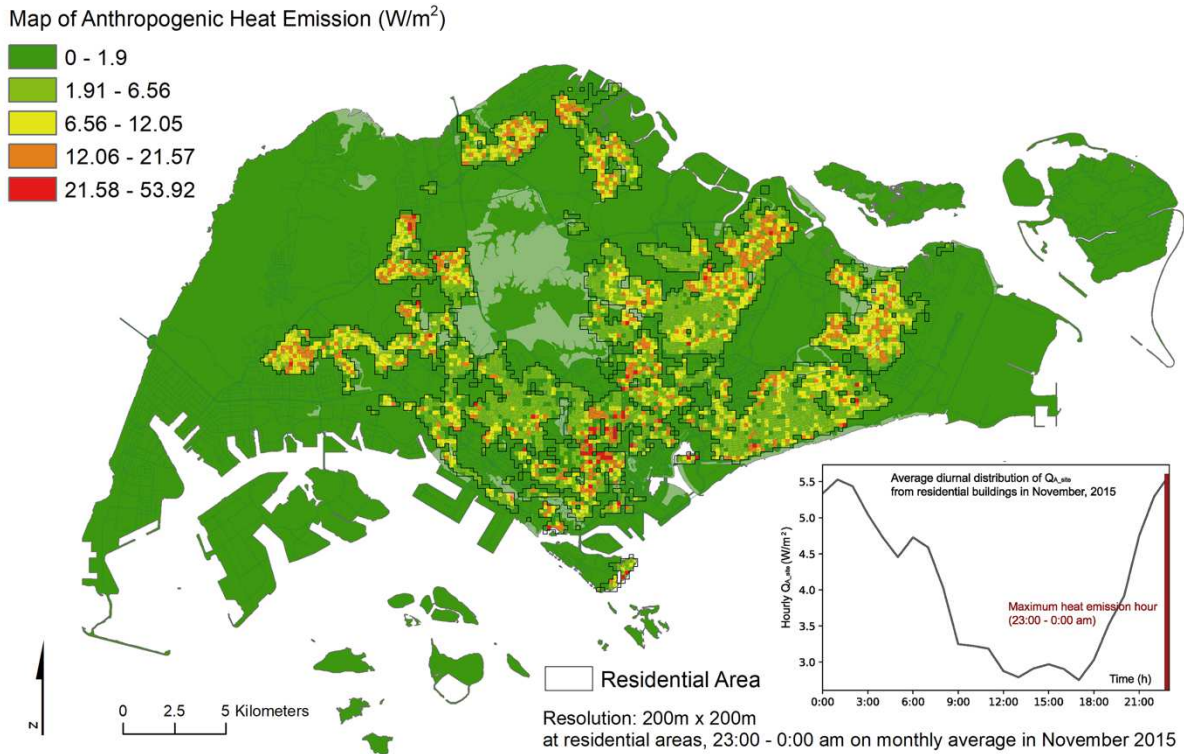 Map of Anthropogenic Heat Emission (W/m²)
0 - 1.9
1.91 - 6.56
6.56 - 12.05
12.06 - 21.57
21.58 - 53.92
Average diurnal distribution of Q_A_site
from residential buildings in November, 2015
Hourly Q_A_site (W/m²)
5.5
5.0
4.5
4.0
3.5
3.0
Maximum heat emission hour
(23:00 - 0:00 am)
Time (h)
0:00 3:00 6:00 9:00 12:00 15:00 18:00 21:00
z
0 2.5 5 Kilometers
Residential Area
Resolution: 200m x 200m
at residential areas, 23:00 - 0:00 am on monthly average in November 2015